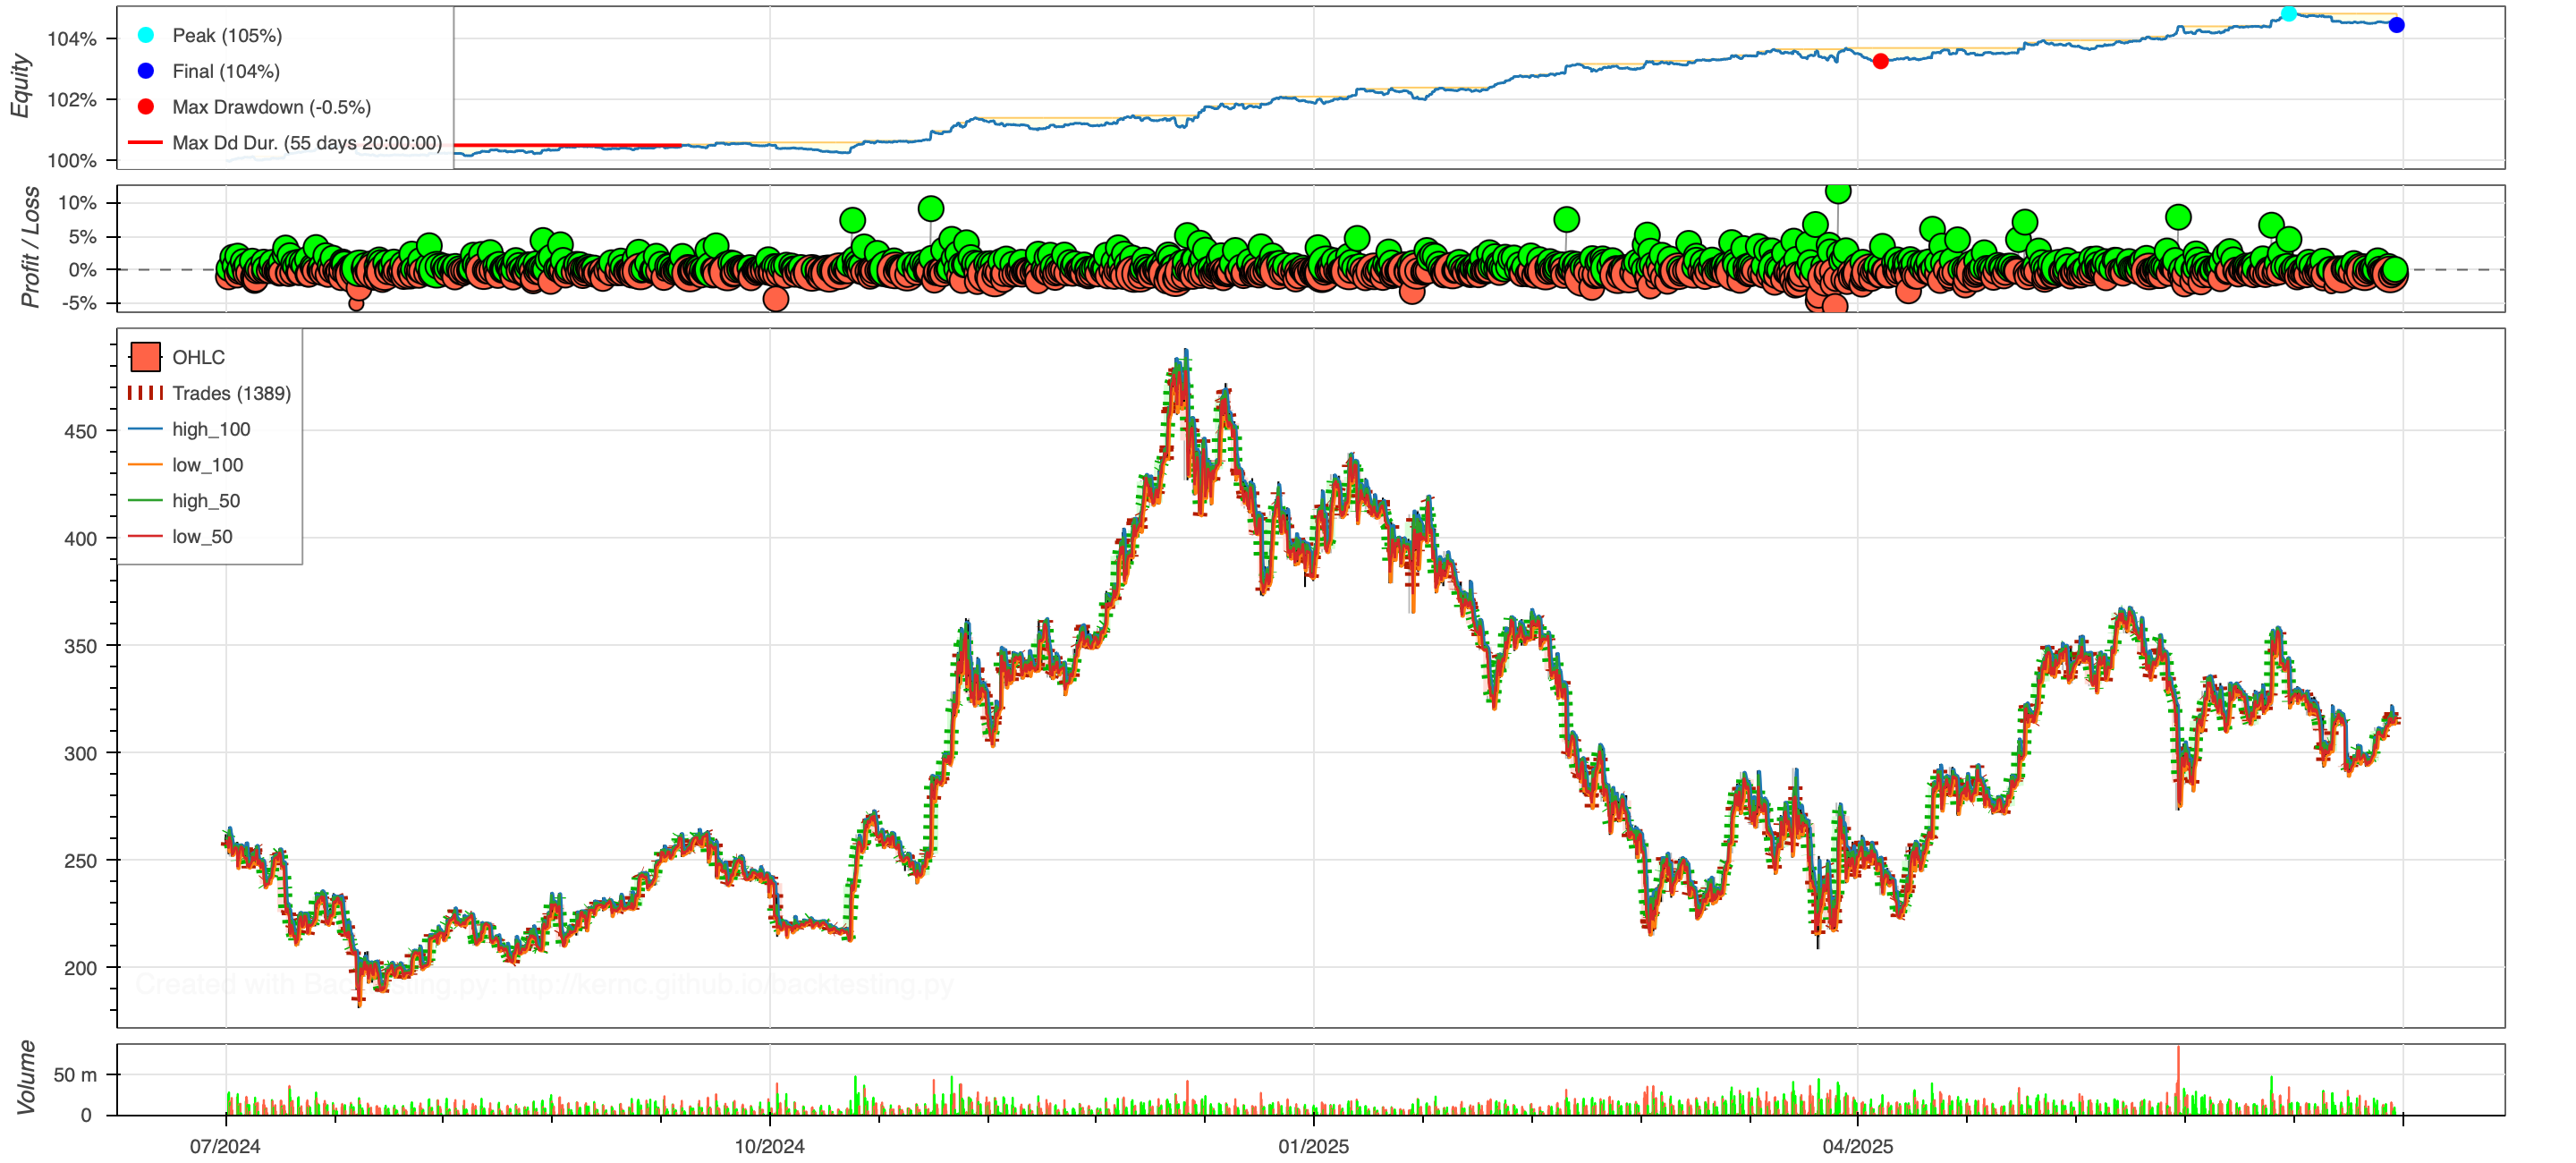 Equity
104%
102%
100%
Peak (105%)
Final (104%)
Max Drawdown (-0.5%)
Max Dd Dur. (55 days 20:00:00)
Profit / Loss
10%
5%
0%
-5%
OHLC
Trades (1389)
high_100
low_100
high_50
low_50
450
400
350
300
250
200
Created with Backtesting.py: http://kernc.github.io/backtesting.py
Volume
50 m
0
07/2024
10/2024
01/2025
04/2025